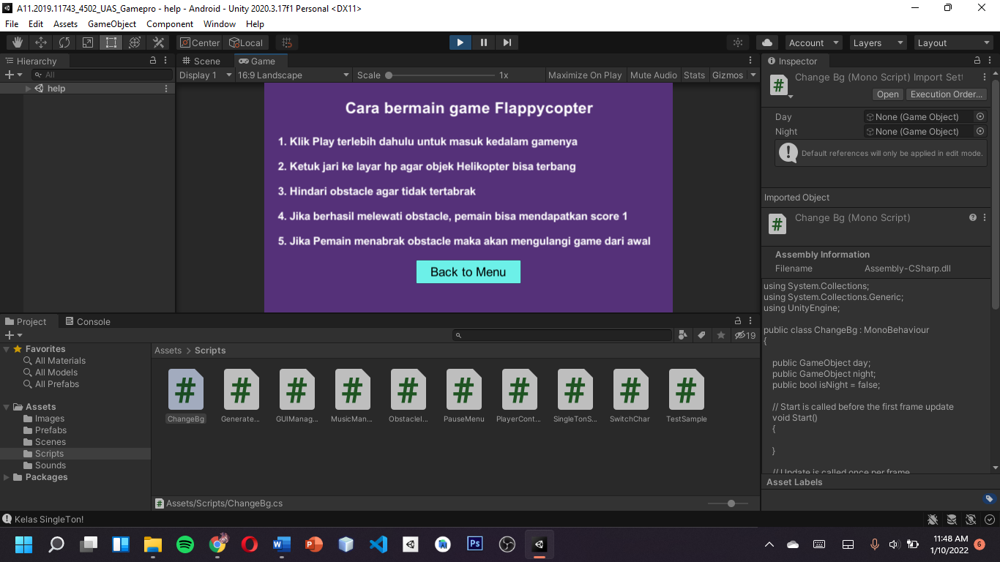 A11.2019.11743_4502_UAS_Gamepro - help - Android - Unity 2020.3.17f1 Personal <DX11>
File Edit Assets GameObject Component Window Help
Center Local Account Layers Layout
Hierarchy
All
help
Scene Game
Display 1 16:9 Landscape Scale 1x Maximize On Play Mute Audio Stats Gizmos
Cara bermain game Flappycopter
1. Klik Play terlebih dahulu untuk masuk kedalam gamenya
2. Ketuk jari ke layar hp agar objek Helikopter bisa terbang
3. Hindari obstacle agar tidak tertabrak
4. Jika berhasil melewati obstacle, pemain bisa mendapatkan score 1
5. Jika Pemain menabrak obstacle maka akan mengulangi game dari awal
Back to Menu
Inspector
Change Bg (Mono Script) Import Set
Open Execution Order...
Day None (Game Object)
Night None (Game Object)
Default references will only be applied in edit mode.
Imported Object
Change Bg (Mono Script)
Assembly Information
Filename Assembly-CSharp.dll
using System.Collections;
using System.Collections.Generic;
using UnityEngine;
public class ChangeBg : MonoBehaviour
{
public GameObject day;
public GameObject night;
public bool isNight = false;
// Start is called before the first frame update
void Start()
{
}
// Update is called once per frame
Asset Labels
Project Console
19
Favorites
All Materials
All Models
All Prefabs
Assets
Images
Prefabs
Scenes
Scripts
Sounds
Packages
Assets > Scripts
ChangeBg Generate... GUIManag... MusicMan... ObstacleI... PauseMenu PlayerCont... SingleTonS... SwitchChar TestSample
Assets/Scripts/ChangeBg.cs
Kelas SingleTon!
11:48 AM
1/10/2022
6